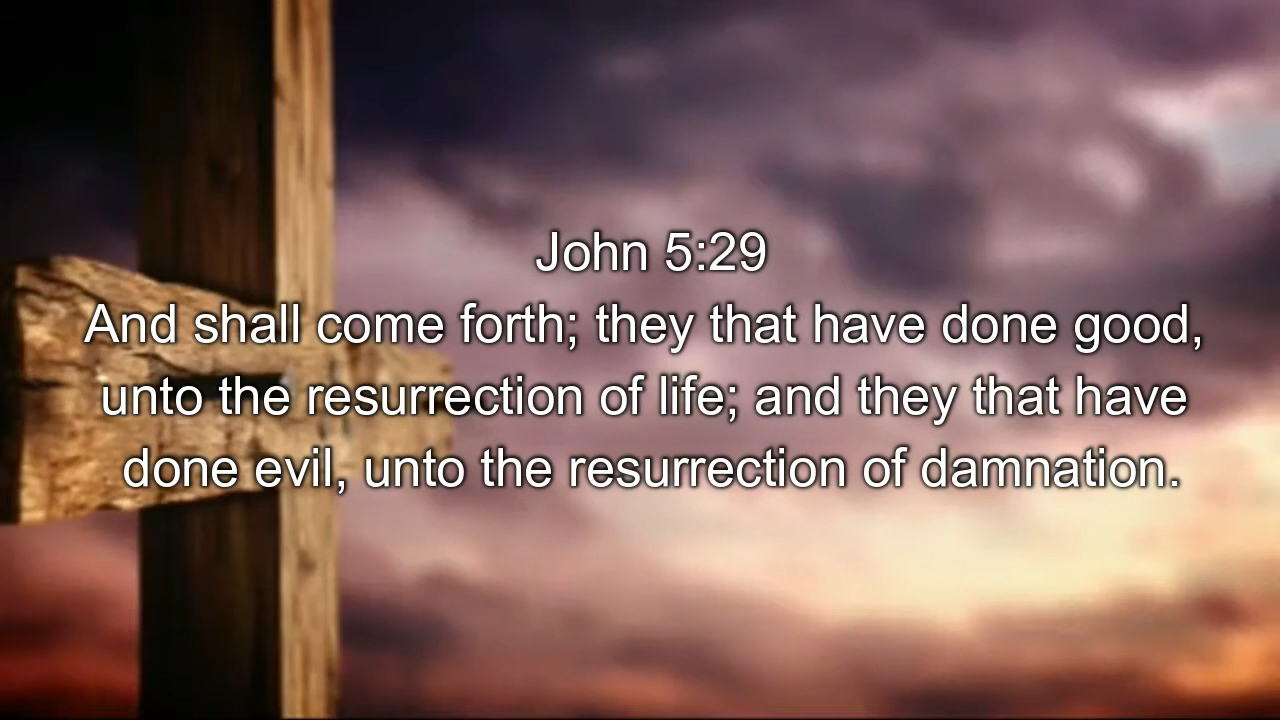 John 5:29
And shall come forth; they that have done good,
unto the resurrection of life; and they that have
done evil, unto the resurrection of damnation.